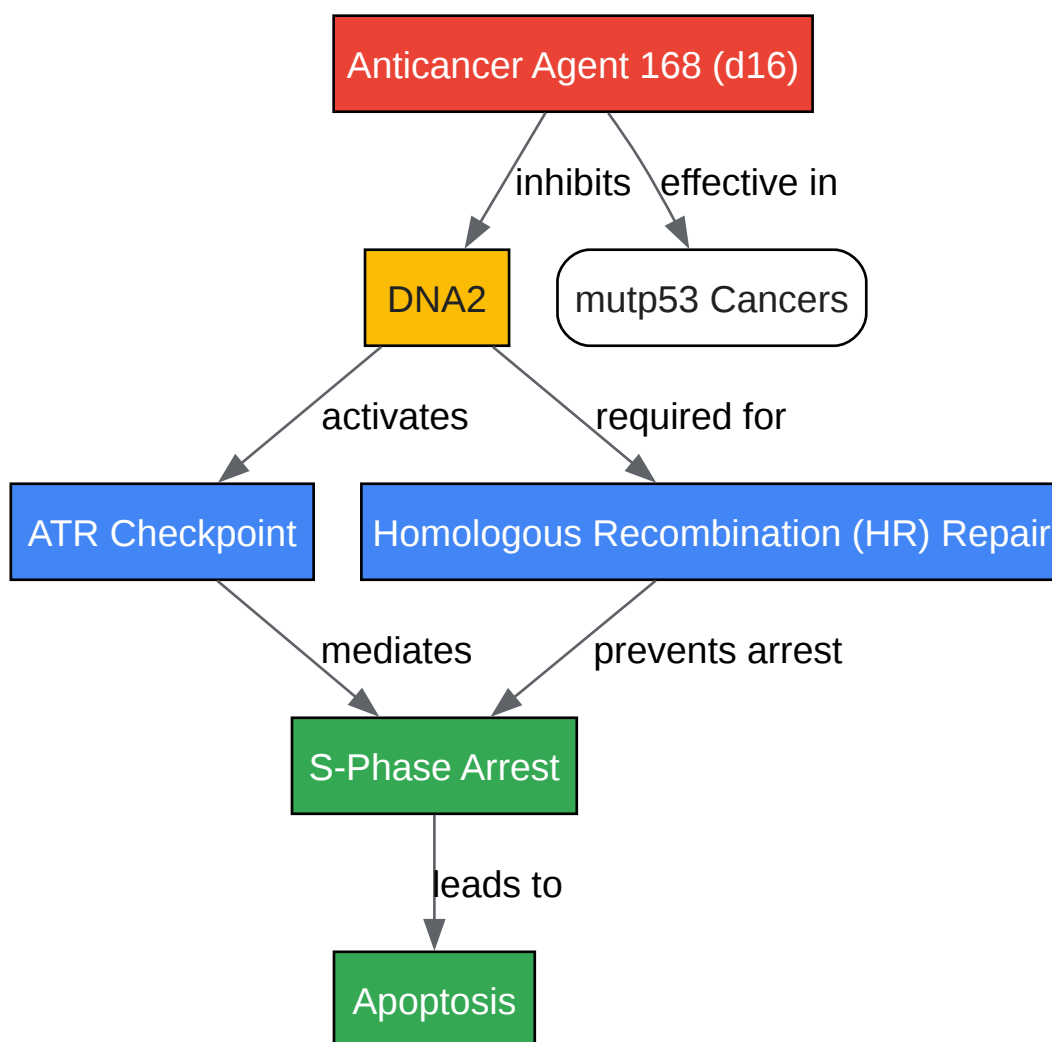 Anticancer Agent 168 (d16)
inhibits
effective in
DNA2
mutp53 Cancers
activates
required for
ATR Checkpoint
Homologous Recombination (HR) Repair
mediates
prevents arrest
S-Phase Arrest
leads to
Apoptosis